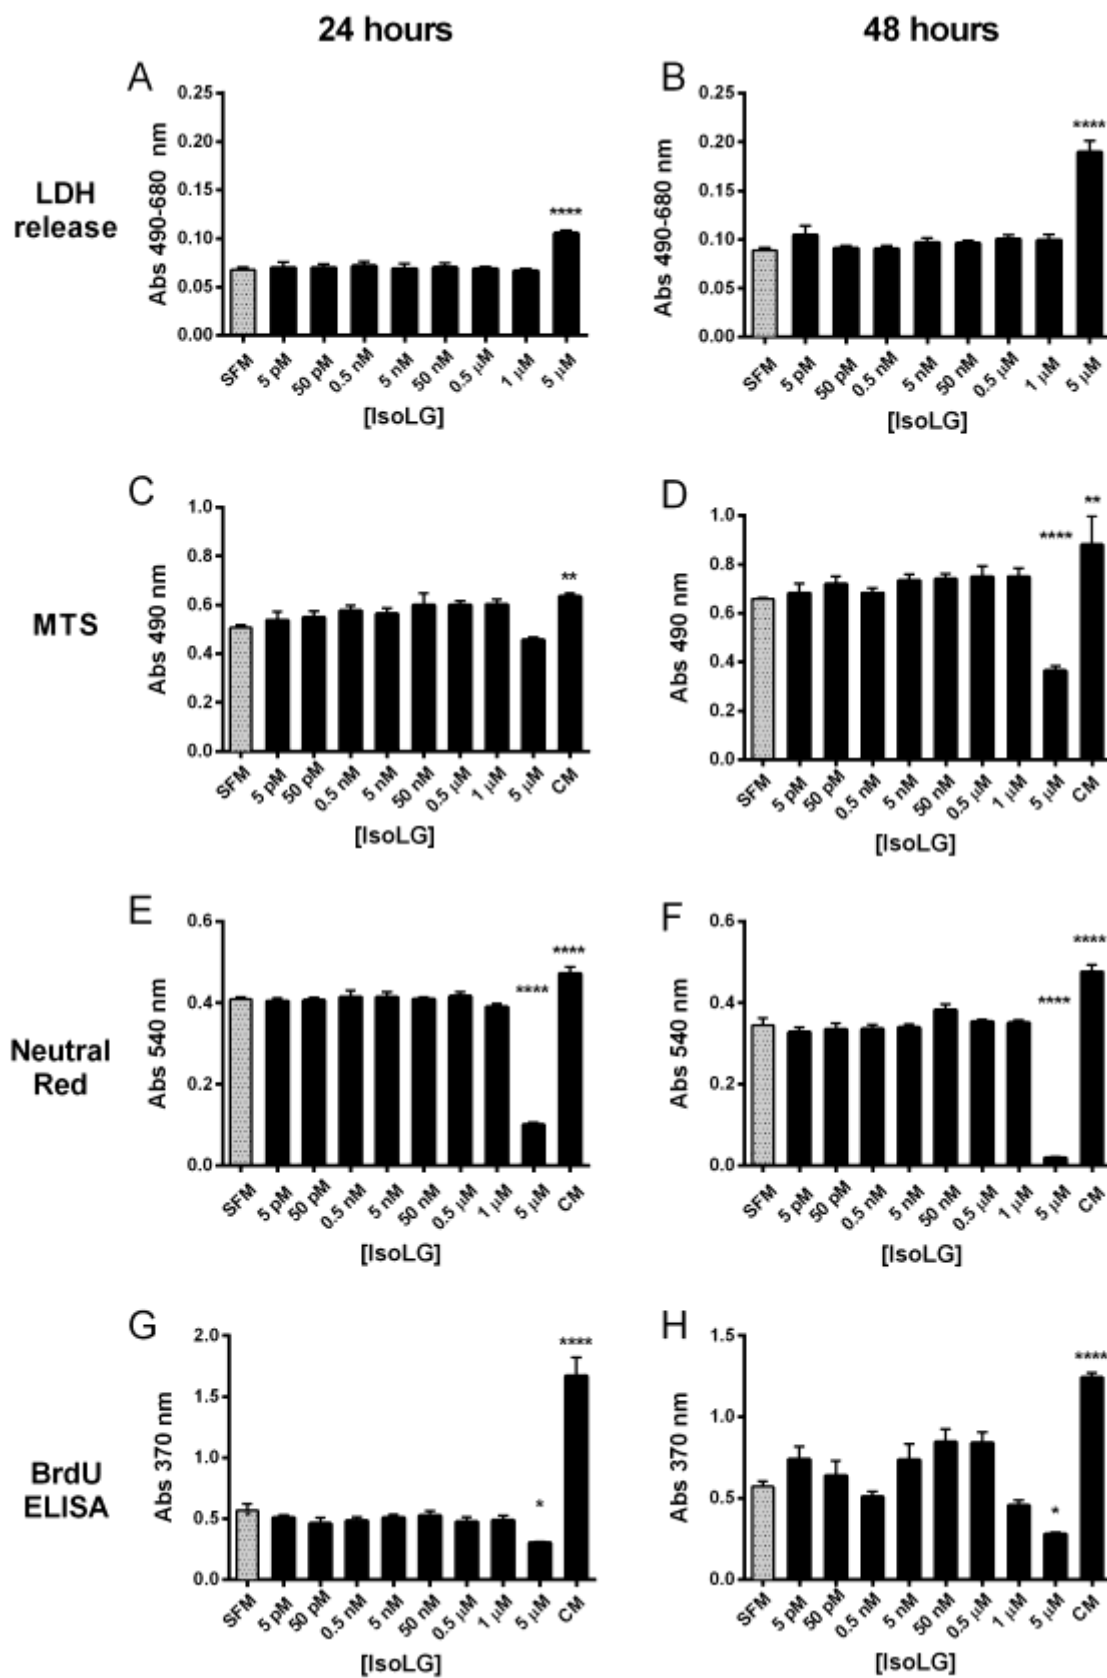 24 hours 48 hours
A B
LDH
release
Abs 490-680 nm
0.25
0.20
0.15
0.10
0.05
0.00
****
SFM 5 pM 50 pM 0.5 nM 5 nM 50 nM 0.5 μM 1 μM 5 μM
[IsoLG]
Abs 490-680 nm
0.25
0.20
0.15
0.10
0.05
0.00
****
SFM 5 pM 50 pM 0.5 nM 5 nM 50 nM 0.5 μM 1 μM 5 μM
[IsoLG]
C D
MTS
Abs 490 nm
1.0
0.8
0.6
0.4
0.2
0.0
**
SFM 5 pM 50 pM 0.5 nM 5 nM 50 nM 0.5 μM 1 μM 5 μM CM
[IsoLG]
Abs 490 nm
1.0
0.8
0.6
0.4
0.2
0.0
**** **
SFM 5 pM 50 pM 0.5 nM 5 nM 50 nM 0.5 μM 1 μM 5 μM CM
[IsoLG]
E F
Neutral
Red
Abs 540 nm
0.6
0.4
0.2
0.0
**** ****
SFM 5 pM 50 pM 0.5 nM 5 nM 50 nM 0.5 μM 1 μM 5 μM CM
[IsoLG]
Abs 540 nm
0.6
0.4
0.2
0.0
**** ****
SFM 5 pM 50 pM 0.5 nM 5 nM 50 nM 0.5 μM 1 μM 5 μM CM
[IsoLG]
G H
BrdU
ELISA
Abs 370 nm
2.0
1.5
1.0
0.5
0.0
* ****
SFM 5 pM 50 pM 0.5 nM 5 nM 50 nM 0.5 μM 1 μM 5 μM CM
[IsoLG]
Abs 370 nm
1.5
1.0
0.5
0.0
* ****
SFM 5 pM 50 pM 0.5 nM 5 nM 50 nM 0.5 μM 1 μM 5 μM CM
[IsoLG]